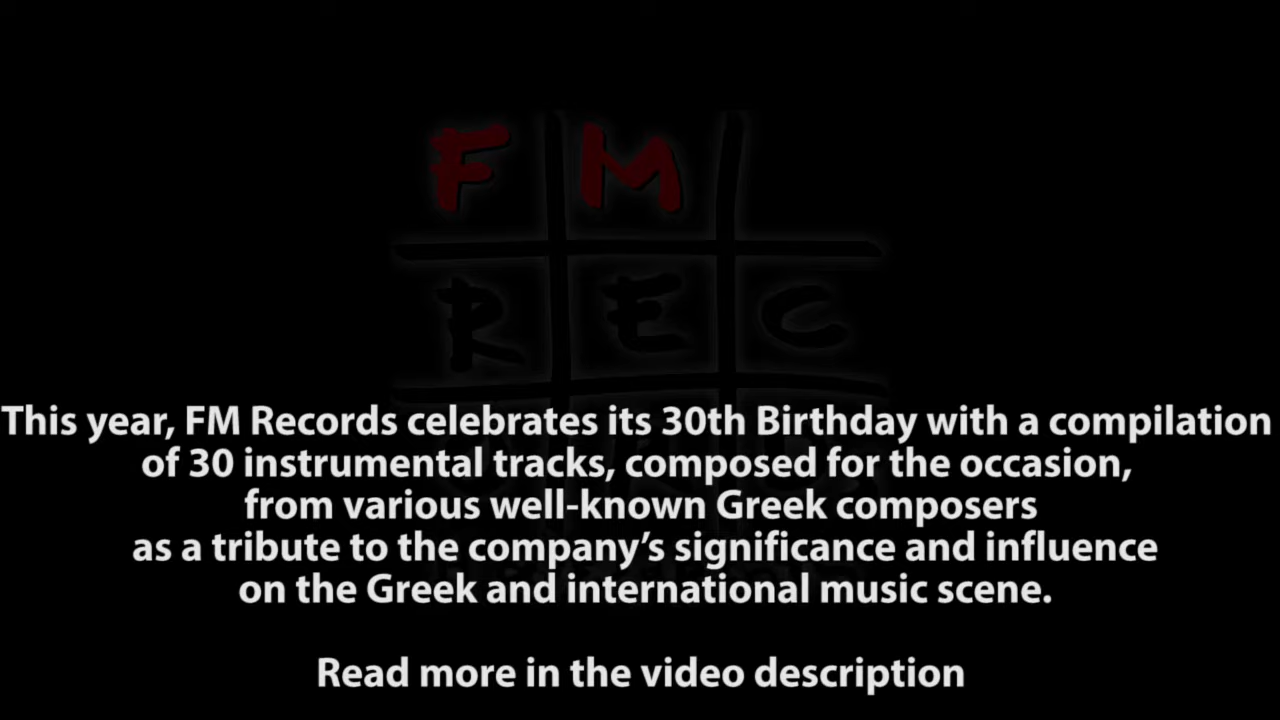 F M
R E C
This year, FM Records celebrates its 30th Birthday with a compilation
of 30 instrumental tracks, composed for the occasion,
from various well-known Greek composers
as a tribute to the company’s significance and influence
on the Greek and international music scene.
Read more in the video description